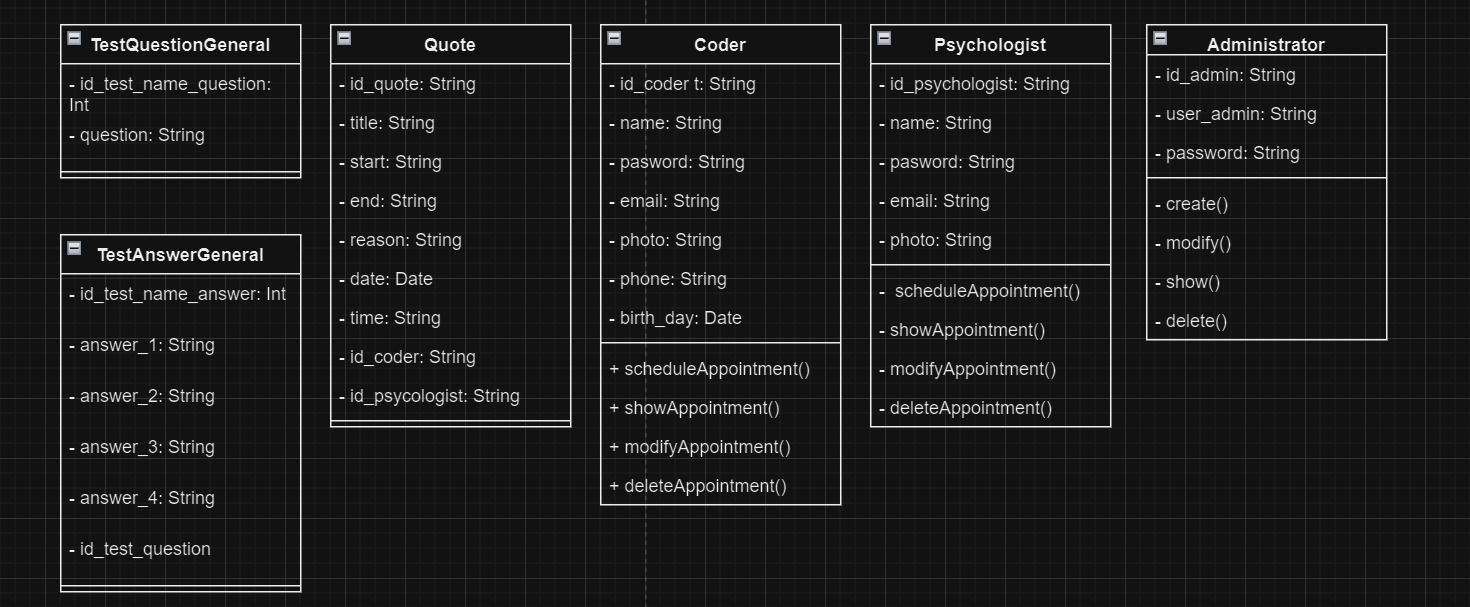 TestQuestionGeneral
- id_test_name_question:
Int
- question: String
TestAnswerGeneral
- id_test_name_answer: Int
- answer_1: String
- answer_2: String
- answer_3: String
- answer_4: String
- id_test_question
Quote
- id_quote: String
- title: String
- start: String
- end: String
- reason: String
- date: Date
- time: String
- id_coder: String
- id_psycologist: String
Coder
- id_coder t: String
- name: String
- pasword: String
- email: String
- photo: String
- phone: String
- birth_day: Date
+ scheduleAppointment()
+ showAppointment()
+ modifyAppointment()
+ deleteAppointment()
Psychologist
- id_psychologist: String
- name: String
- pasword: String
- email: String
- photo: String
- scheduleAppointment()
- showAppointment()
- modifyAppointment()
- deleteAppointment()
Administrator
- id_admin: String
- user_admin: String
- password: String
- create()
- modify()
- show()
- delete()